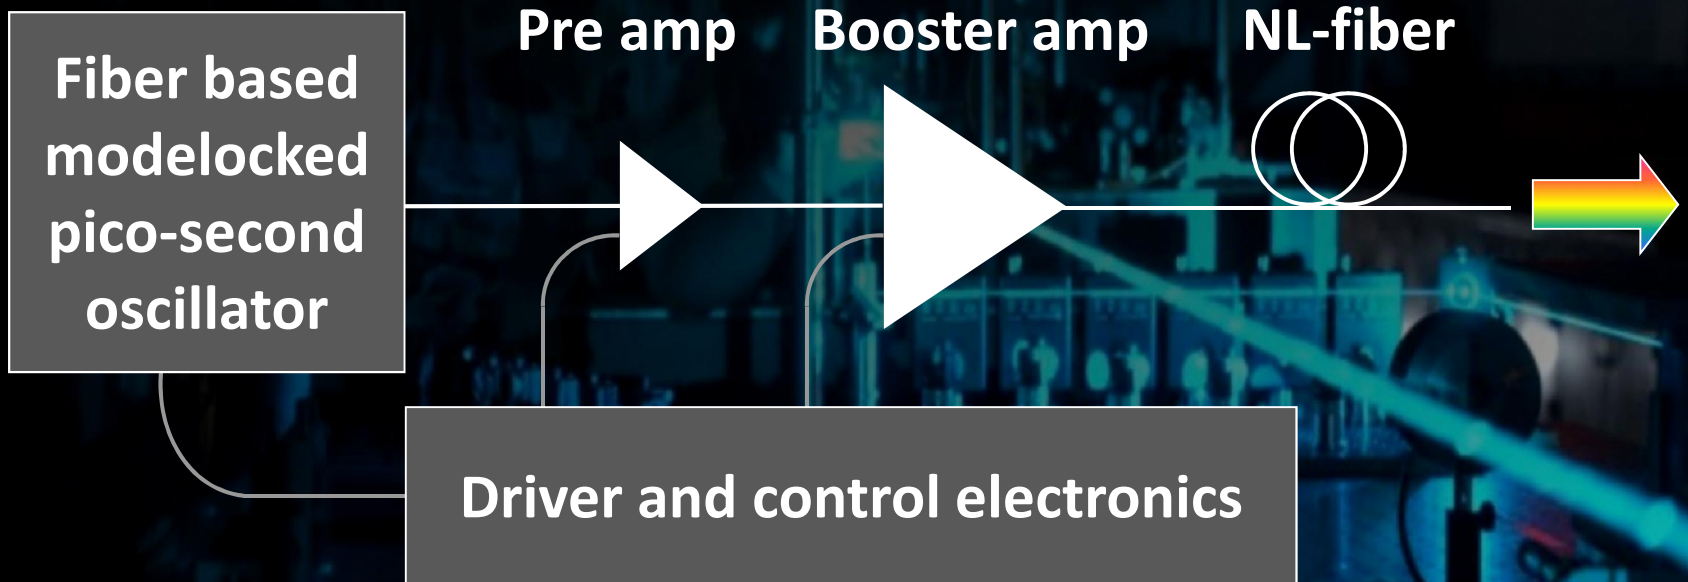 Pre amp
Booster amp
NL-fiber
Fiber based
modelocked
pico-second
oscillator
Driver and control electronics